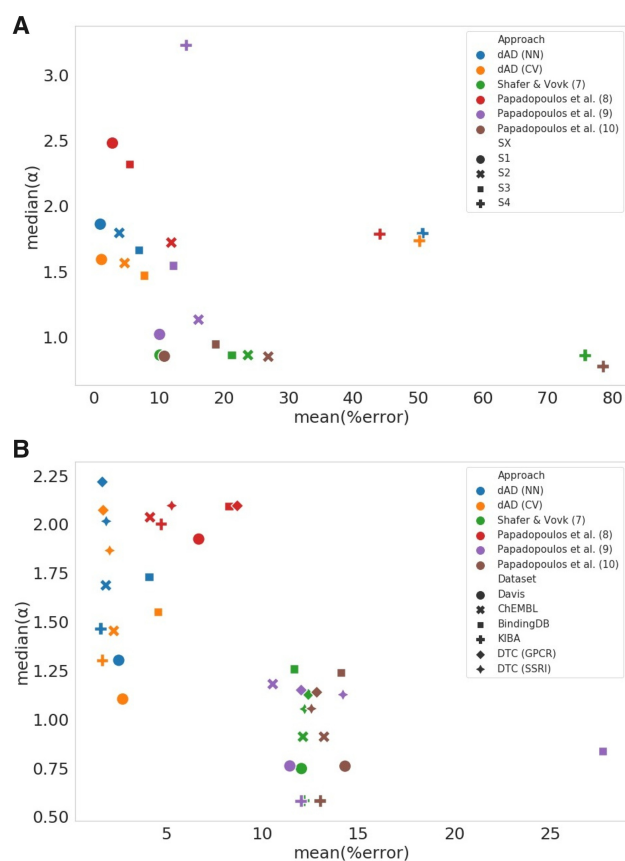 A
median(α)
3.0
2.5
2.0
1.5
1.0
0 10 20 30 40 50 60 70 80
mean(%error)
Approach
dAD (NN)
dAD (CV)
Shafer & Vovk (7)
Papadopoulos et al. (8)
Papadopoulos et al. (9)
Papadopoulos et al. (10)
SX
S1
S2
S3
S4
B
median(α)
2.25
2.00
1.75
1.50
1.25
1.00
0.75
0.50
5 10 15 20 25
mean(%error)
Approach
dAD (NN)
dAD (CV)
Shafer & Vovk (7)
Papadopoulos et al. (8)
Papadopoulos et al. (9)
Papadopoulos et al. (10)
Dataset
Davis
ChEMBL
BindingDB
KIBA
DTC (GPCR)
DTC (SSRI)